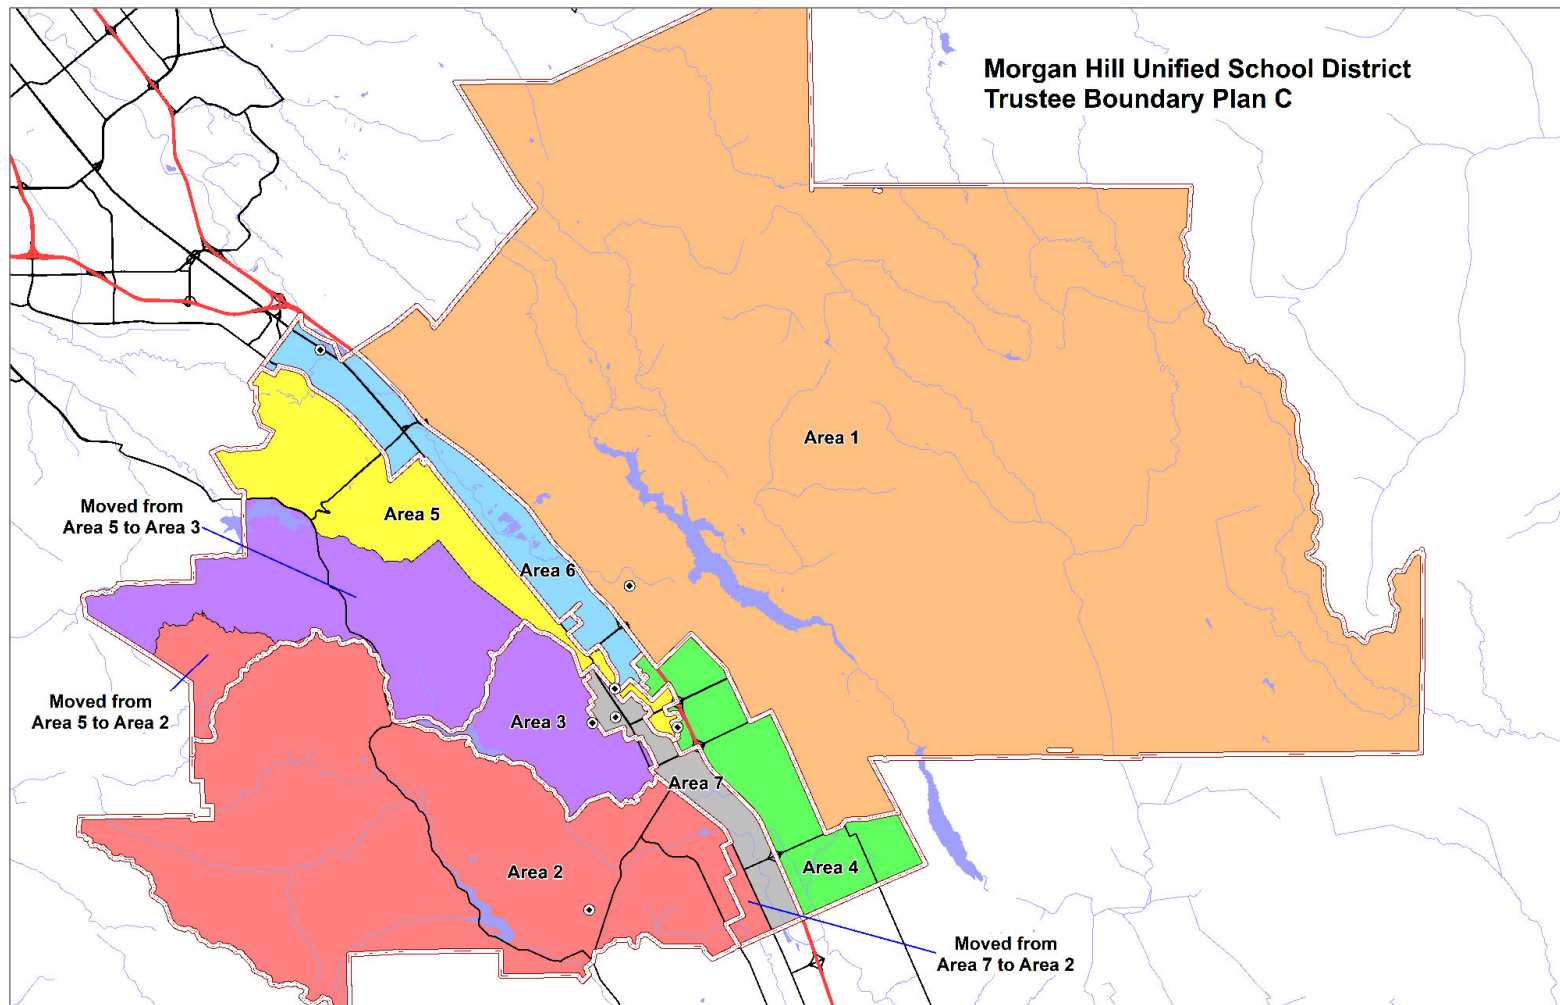 Morgan Hill Unified School District
Trustee Boundary Plan C
Area 1
Moved from
Area 5 to Area 3
Area 5
Area 6
Moved from
Area 5 to Area 2
Area 3
Area 7
Area 2
Area 4
Moved from
Area 7 to Area 2